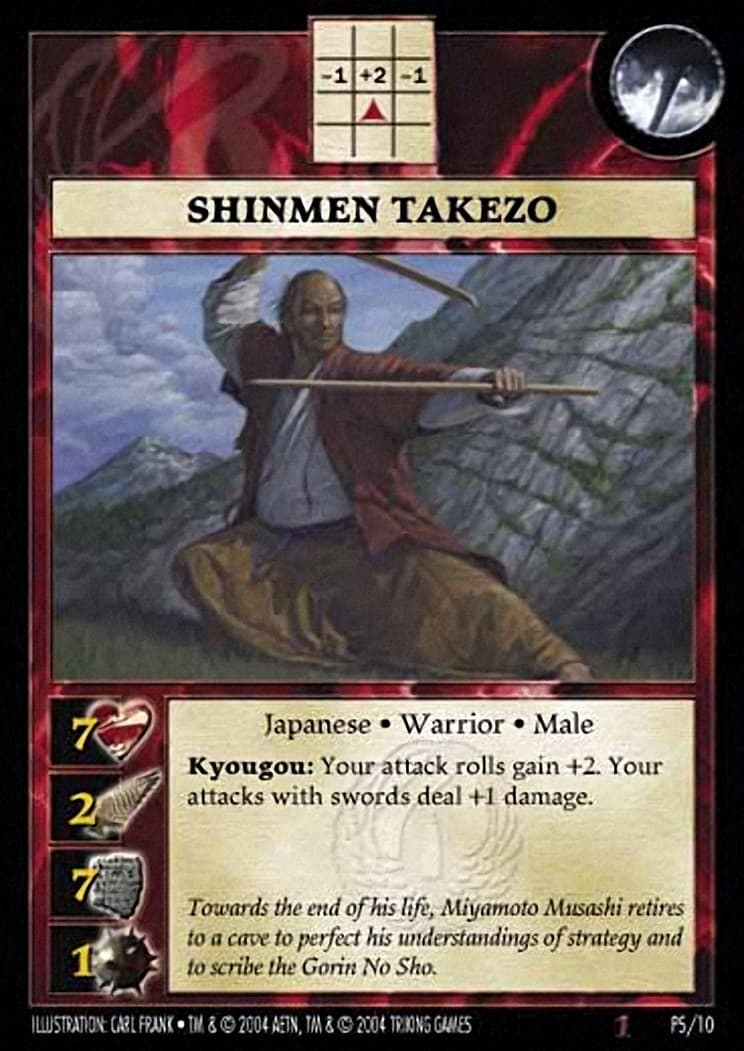 -1 +2 -1
SHINMEN TAKEZO
7
2
7
1
Japanese • Warrior • Male
Kyougou: Your attack rolls gain +2. Your
attacks with swords deal +1 damage.
Towards the end of his life, Miyamoto Musashi retires
to a cave to perfect his understandings of strategy and
to scribe the Gorin No Sho.
ILLUSTRATION: CARL FRANK • TM & © 2004 AETN, TM & © 2004 TRIKING GAMES
1 P5/10